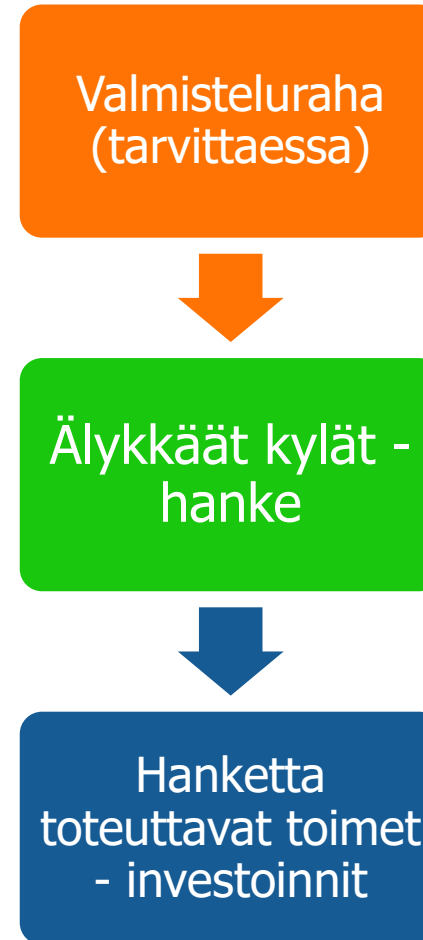 Valmisteluraha
(tarvittaessa)
Älykkäät kylät -
hanke
Hanketta
toteuttavat toimet
- investoinnit